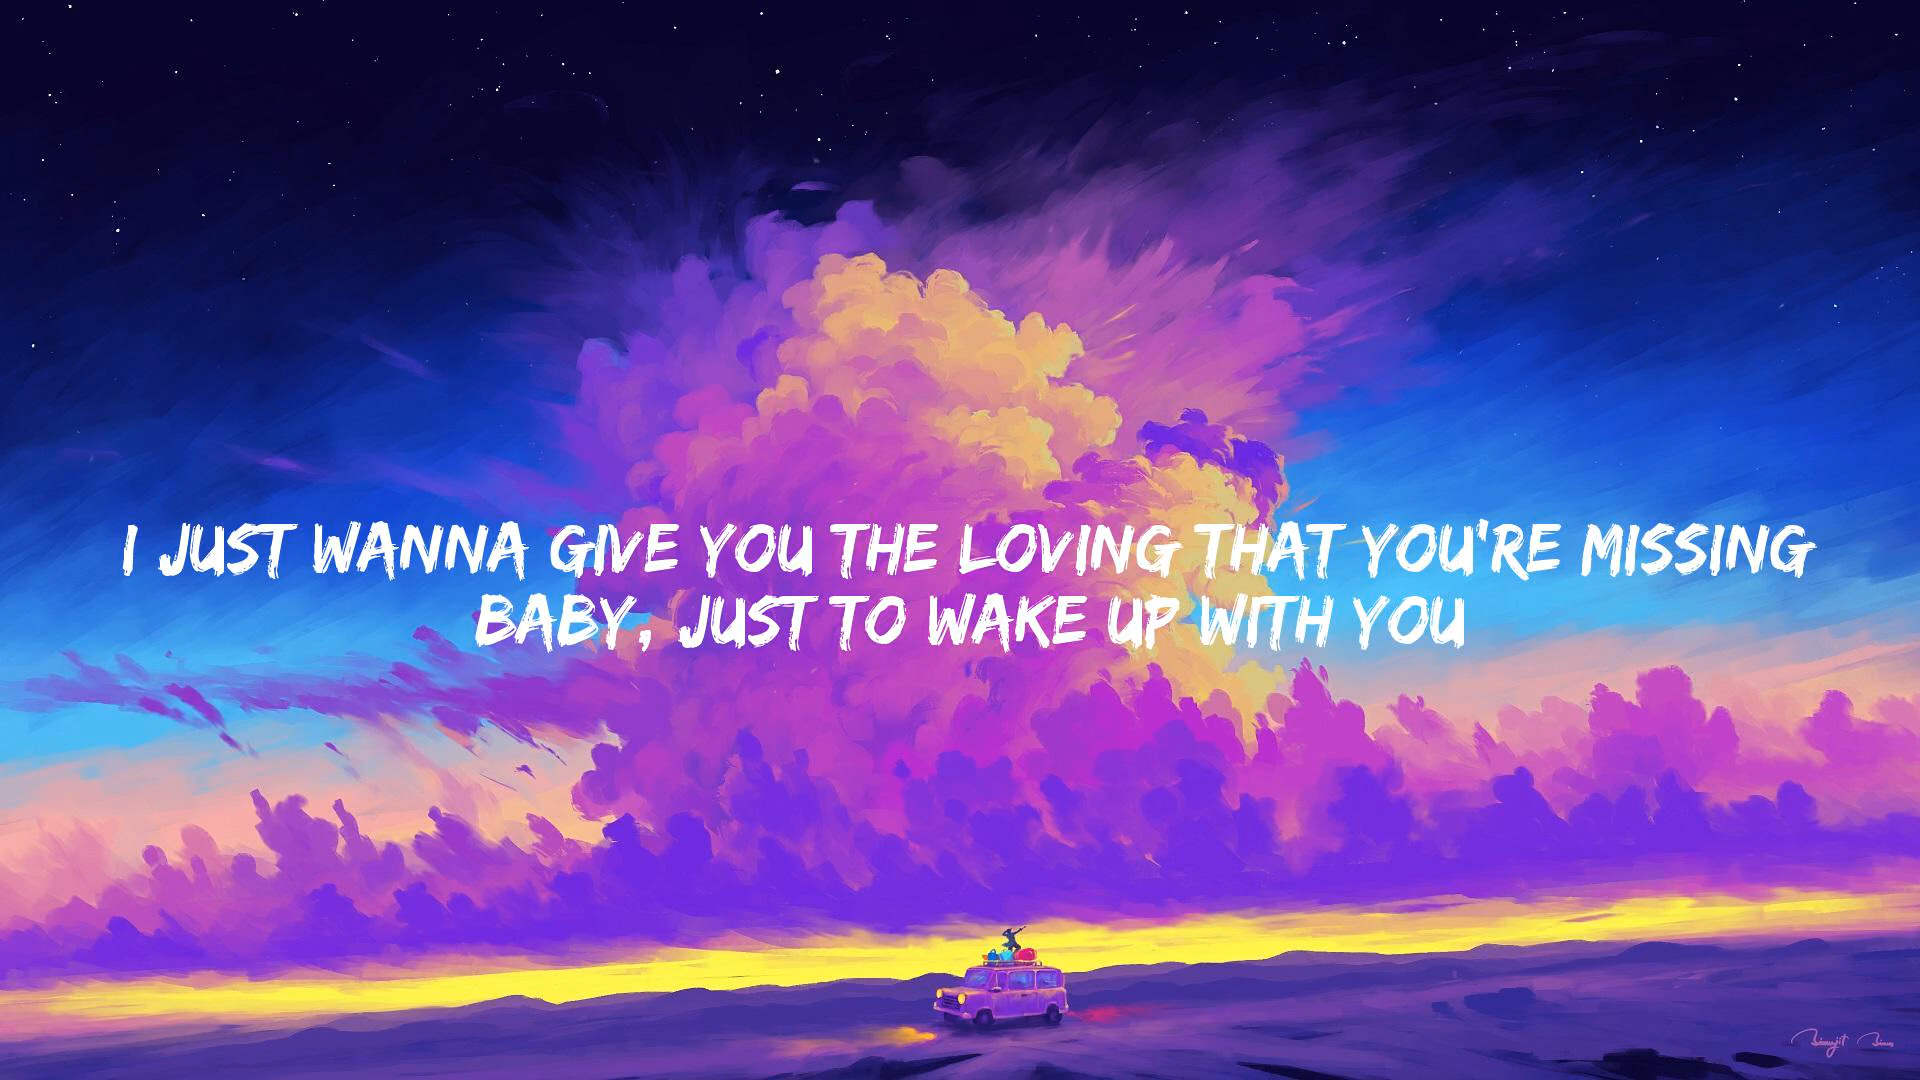 I JUST WANNA GIVE YOU THE LOVING THAT YOU'RE MISSING
BABY, JUST TO WAKE UP WITH YOU